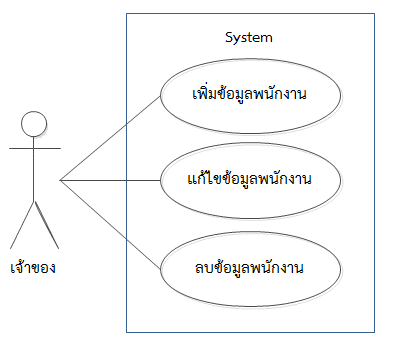 System
เพิ่มข้อมูลพนักงาน
แก้ไขข้อมูลพนักงาน
ลบข้อมูลพนักงาน
เจ้าของ